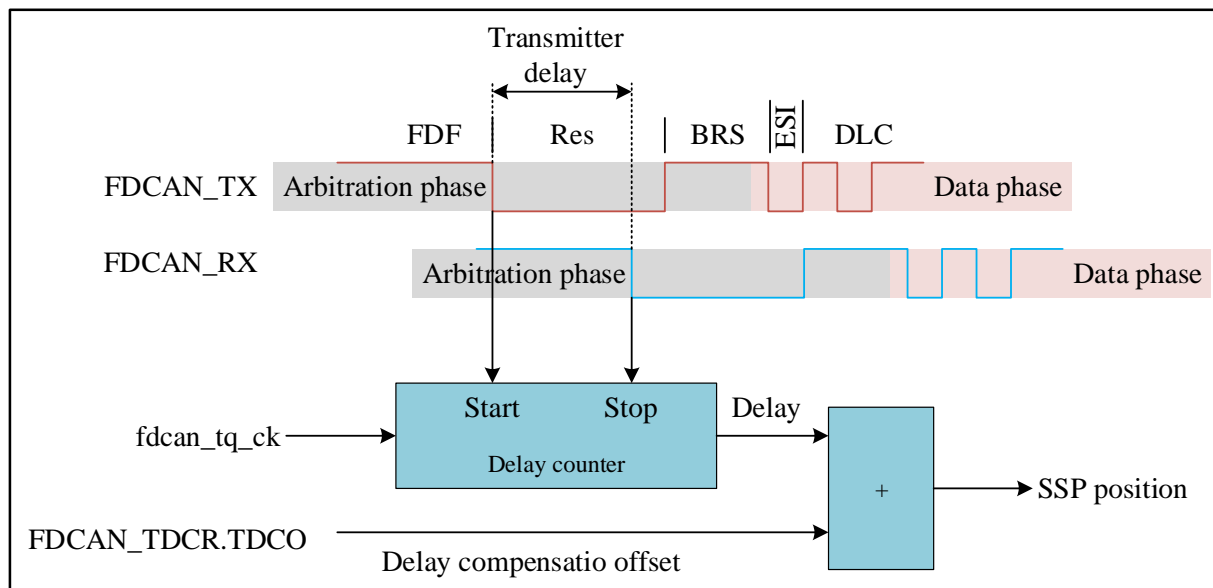 Transmitter
delay
FDF
Res
BRS
ESI
DLC
FDCAN_TX
Arbitration phase
Data phase
FDCAN_RX
Arbitration phase
Data phase
Start
Stop
Delay
fdcan_tq_ck
Delay counter
+
SSP position
FDCAN_TDCR.TDCO
Delay compensatio offset